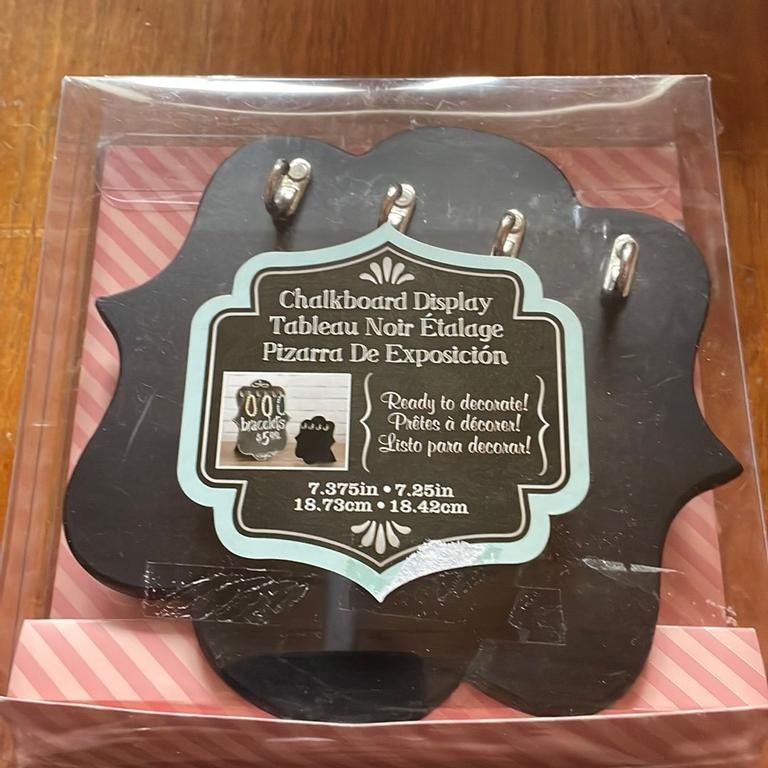 Chalkboard Display
Tableau Noir Étalage
Pizarra De Exposición
bracelets
$5.00
Ready to decorate!
Prêtes à décorer!
Listo para decorar!
7.375in • 7.25in
18.73cm • 18.42cm